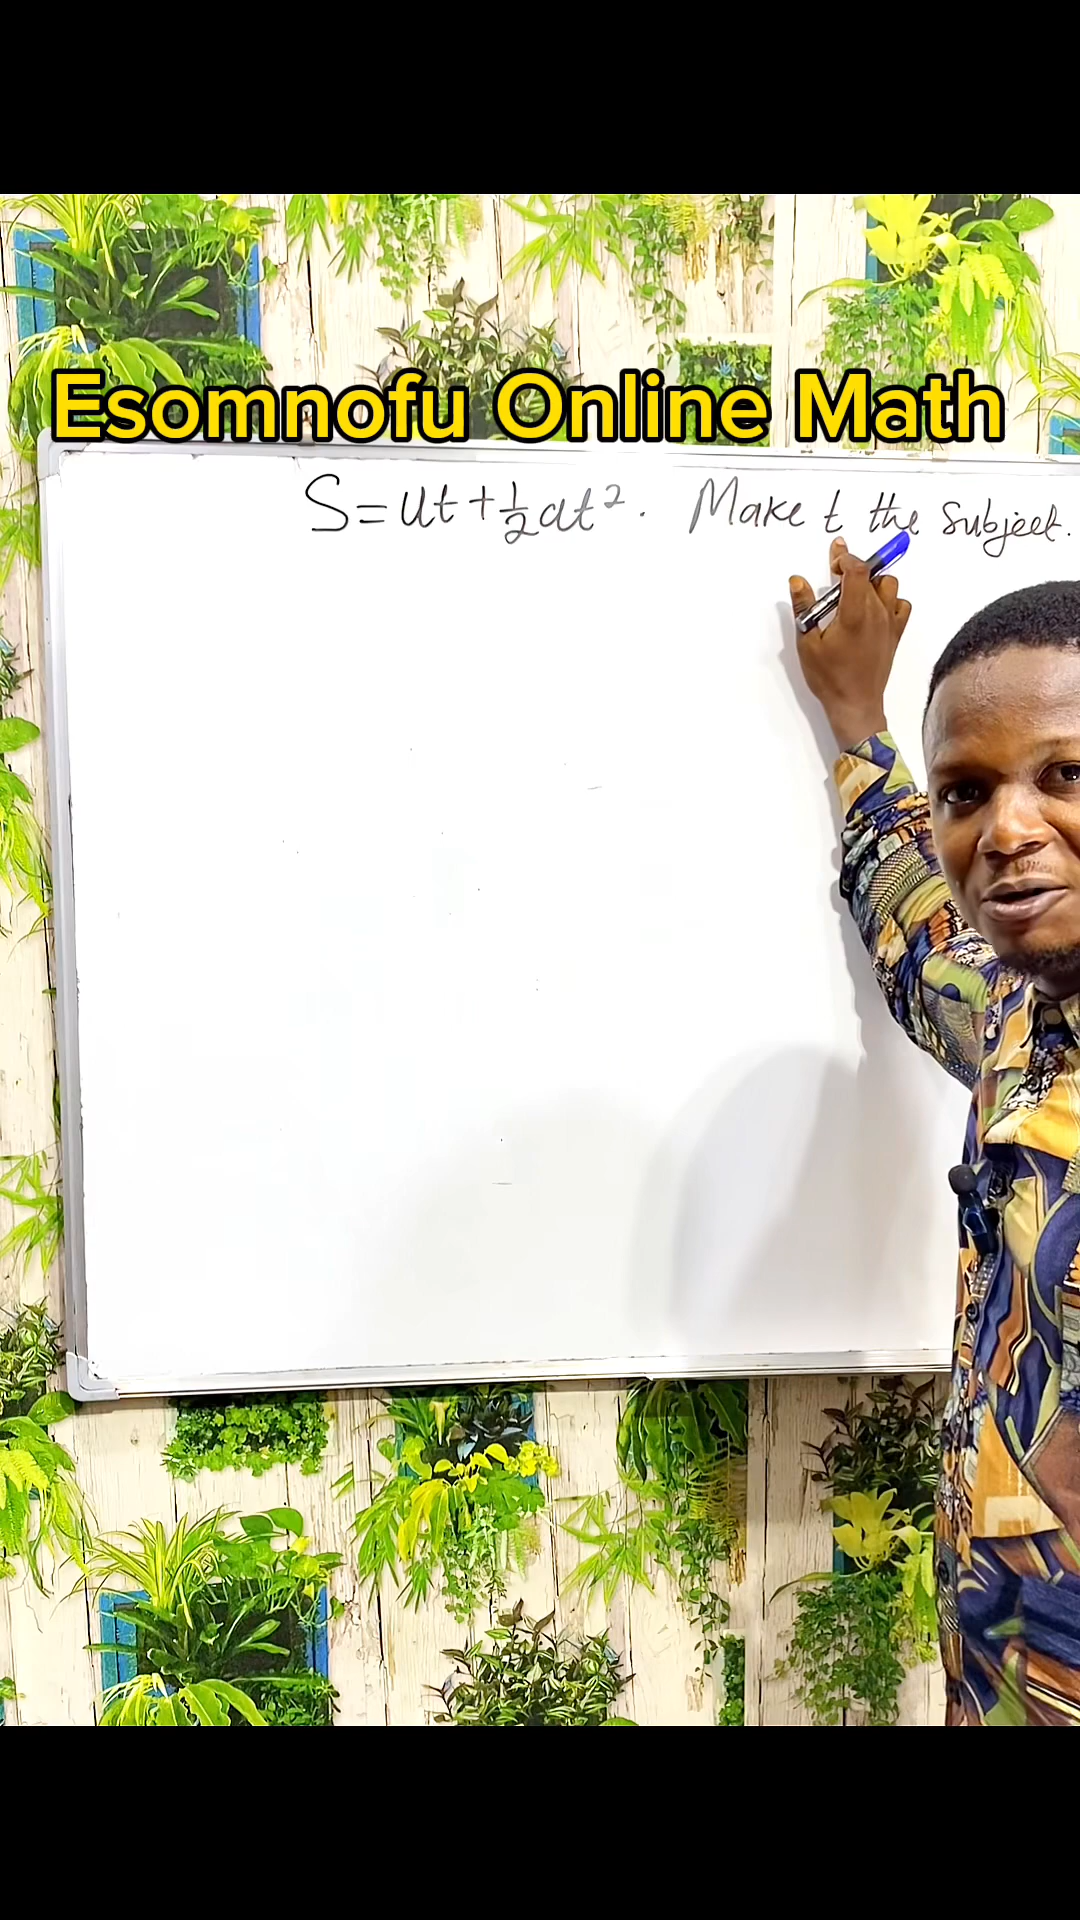 Esomnofu Online Math
S = ut + ½at². Make t the subject.